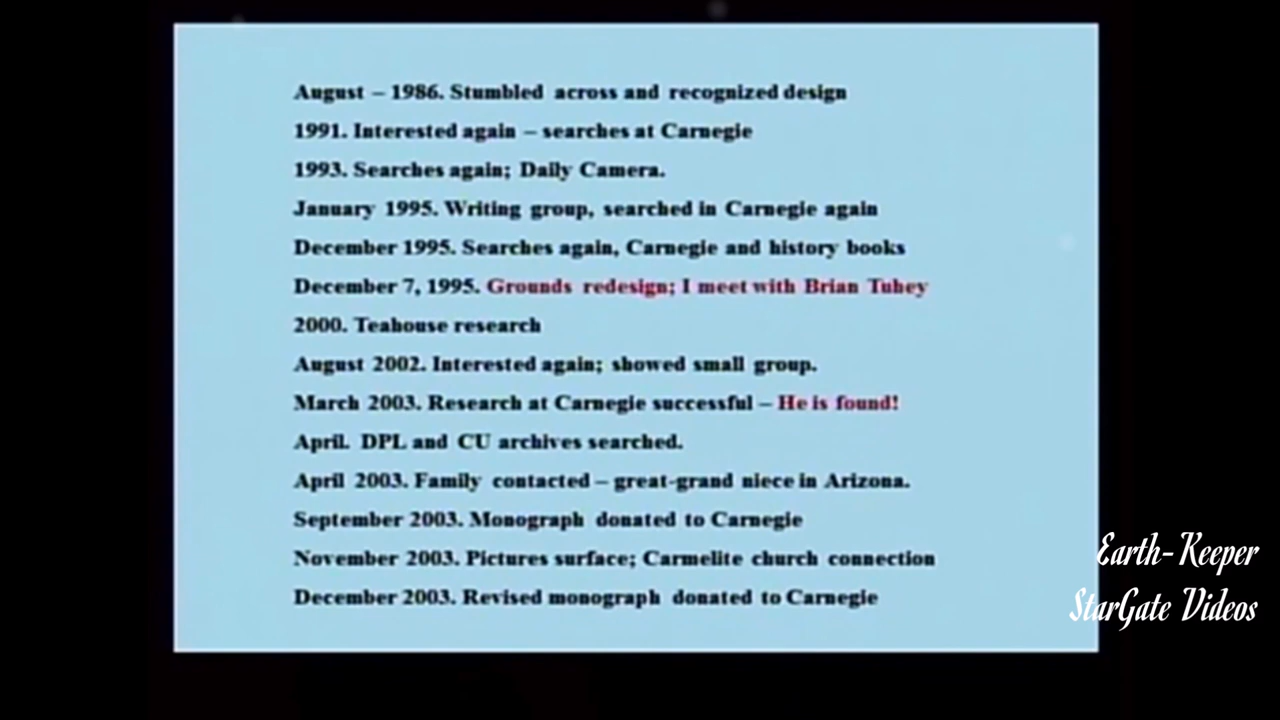 August – 1986. Stumbled across and recognized design
1991. Interested again – searches at Carnegie
1993. Searches again; Daily Camera.
January 1995. Writing group, searched in Carnegie again
December 1995. Searches again, Carnegie and history books
December 7, 1995. Grounds redesign; I meet with Brian Tuhey
2000. Teahouse research
August 2002. Interested again; showed small group.
March 2003. Research at Carnegie successful – He is found!
April. DPL and CU archives searched.
April 2003. Family contacted – great-grand niece in Arizona.
September 2003. Monograph donated to Carnegie
November 2003. Pictures surface; Carmelite church connection
December 2003. Revised monograph donated to Carnegie
Earth-Keeper
StarGate Videos